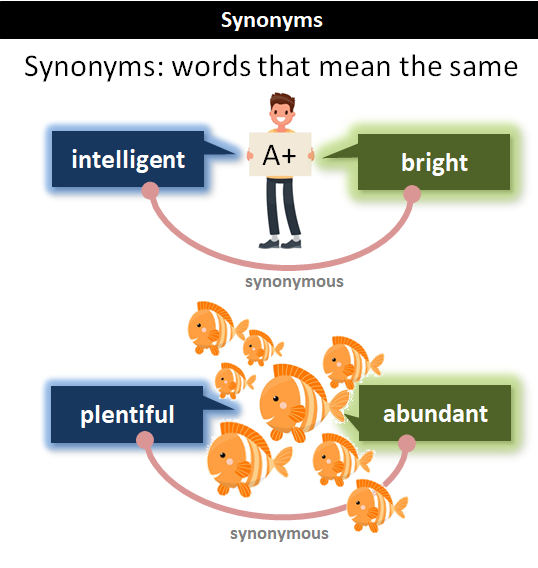 Synonyms
Synonyms: words that mean the same
intelligent
A+
bright
synonymous
plentiful
abundant
synonymous